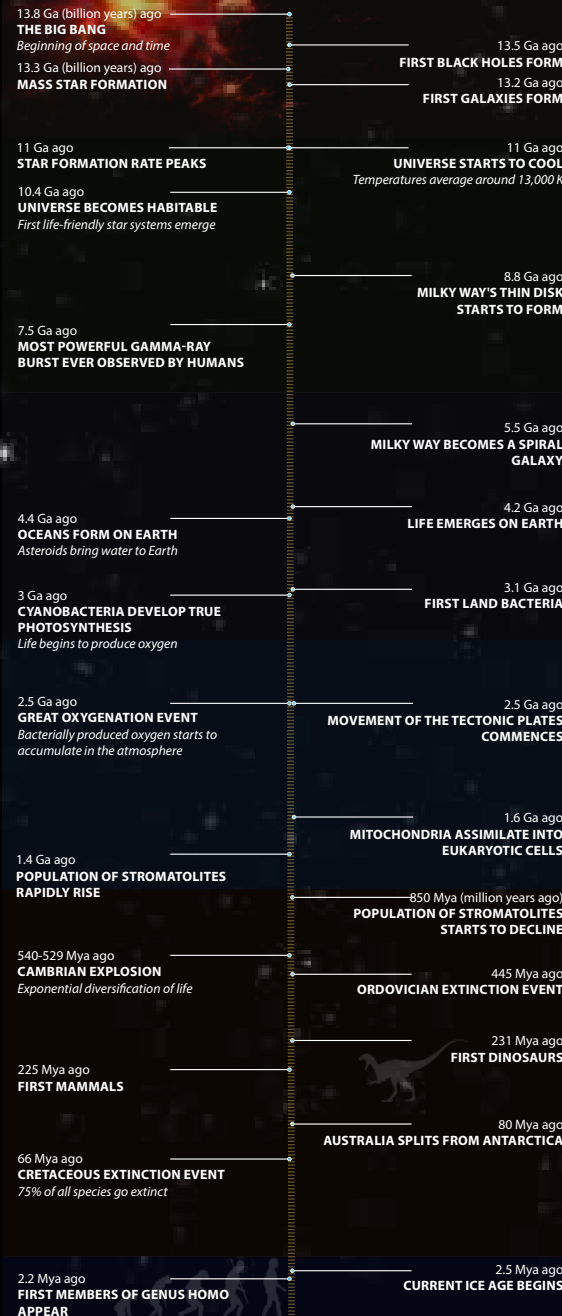 13.8 Ga (billion years) ago
THE BIG BANG
Beginning of space and time
13.5 Ga ago
FIRST BLACK HOLES FORM
13.3 Ga (billion years) ago
MASS STAR FORMATION
13.2 Ga ago
FIRST GALAXIES FORM
11 Ga ago
STAR FORMATION RATE PEAKS
11 Ga ago
UNIVERSE STARTS TO COOL
Temperatures average around 13,000 K
10.4 Ga ago
UNIVERSE BECOMES HABITABLE
First life-friendly star systems emerge
8.8 Ga ago
MILKY WAY'S THIN DISK
STARTS TO FORM
7.5 Ga ago
MOST POWERFUL GAMMA-RAY
BURST EVER OBSERVED BY HUMANS
5.5 Ga ago
MILKY WAY BECOMES A SPIRAL
GALAXY
4.4 Ga ago
OCEANS FORM ON EARTH
Asteroids bring water to Earth
4.2 Ga ago
LIFE EMERGES ON EARTH
3.1 Ga ago
FIRST LAND BACTERIA
3 Ga ago
CYANOBACTERIA DEVELOP TRUE
PHOTOSYNTHESIS
Life begins to produce oxygen
2.5 Ga ago
GREAT OXYGENATION EVENT
Bacterially produced oxygen starts to
accumulate in the atmosphere
2.5 Ga ago
MOVEMENT OF THE TECTONIC PLATES
COMMENCES
1.6 Ga ago
MITOCHONDRIA ASSIMILATE INTO
EUKARYOTIC CELLS
1.4 Ga ago
POPULATION OF STROMATOLITES
RAPIDLY RISE
850 Mya (million years ago)
POPULATION OF STROMATOLITES
STARTS TO DECLINE
540-529 Mya ago
CAMBRIAN EXPLOSION
Exponential diversification of life
445 Mya ago
ORDOVICIAN EXTINCTION EVENT
231 Mya ago
FIRST DINOSAURS
225 Mya ago
FIRST MAMMALS
80 Mya ago
AUSTRALIA SPLITS FROM ANTARCTICA
66 Mya ago
CRETACEOUS EXTINCTION EVENT
75% of all species go extinct
2.5 Mya ago
CURRENT ICE AGE BEGINS
2.2 Mya ago
FIRST MEMBERS OF GENUS HOMO
APPEAR